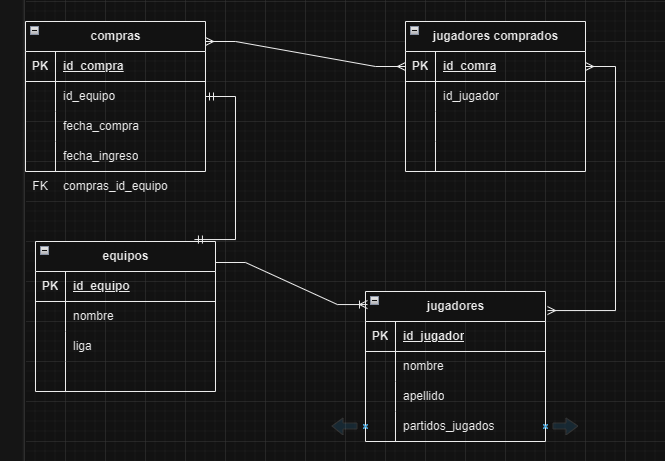 compras
PK id_compra
id_equipo
fecha_compra
fecha_ingreso
FK compras_id_equipo
jugadores comprados
PK id_comra
id_jugador
equipos
PK id_equipo
nombre
liga
jugadores
PK id_jugador
nombre
apellido
partidos_jugados